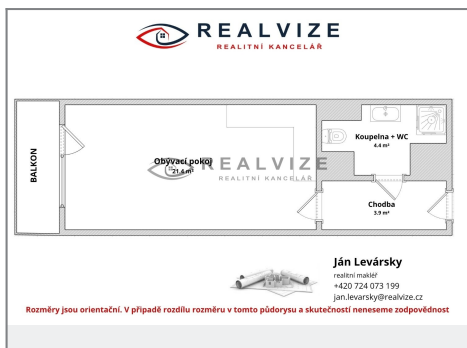 REALVIZE
REALITNÍ KANCELÁŘ
BALKON
Obývací pokoj
21.4 m²
Koupelna + WC
4.4 m²
REALVIZE
REALITNÍ KANCELÁŘ
Chodba
3.9 m²
Ján Levársky
realitní makléř
+420 724 073 199
jan.levarsky@realvize.cz
Rozměry jsou orientační. V případě rozdílu rozměru v tomto půdorysu a skutečností neneseme zodpovědnost